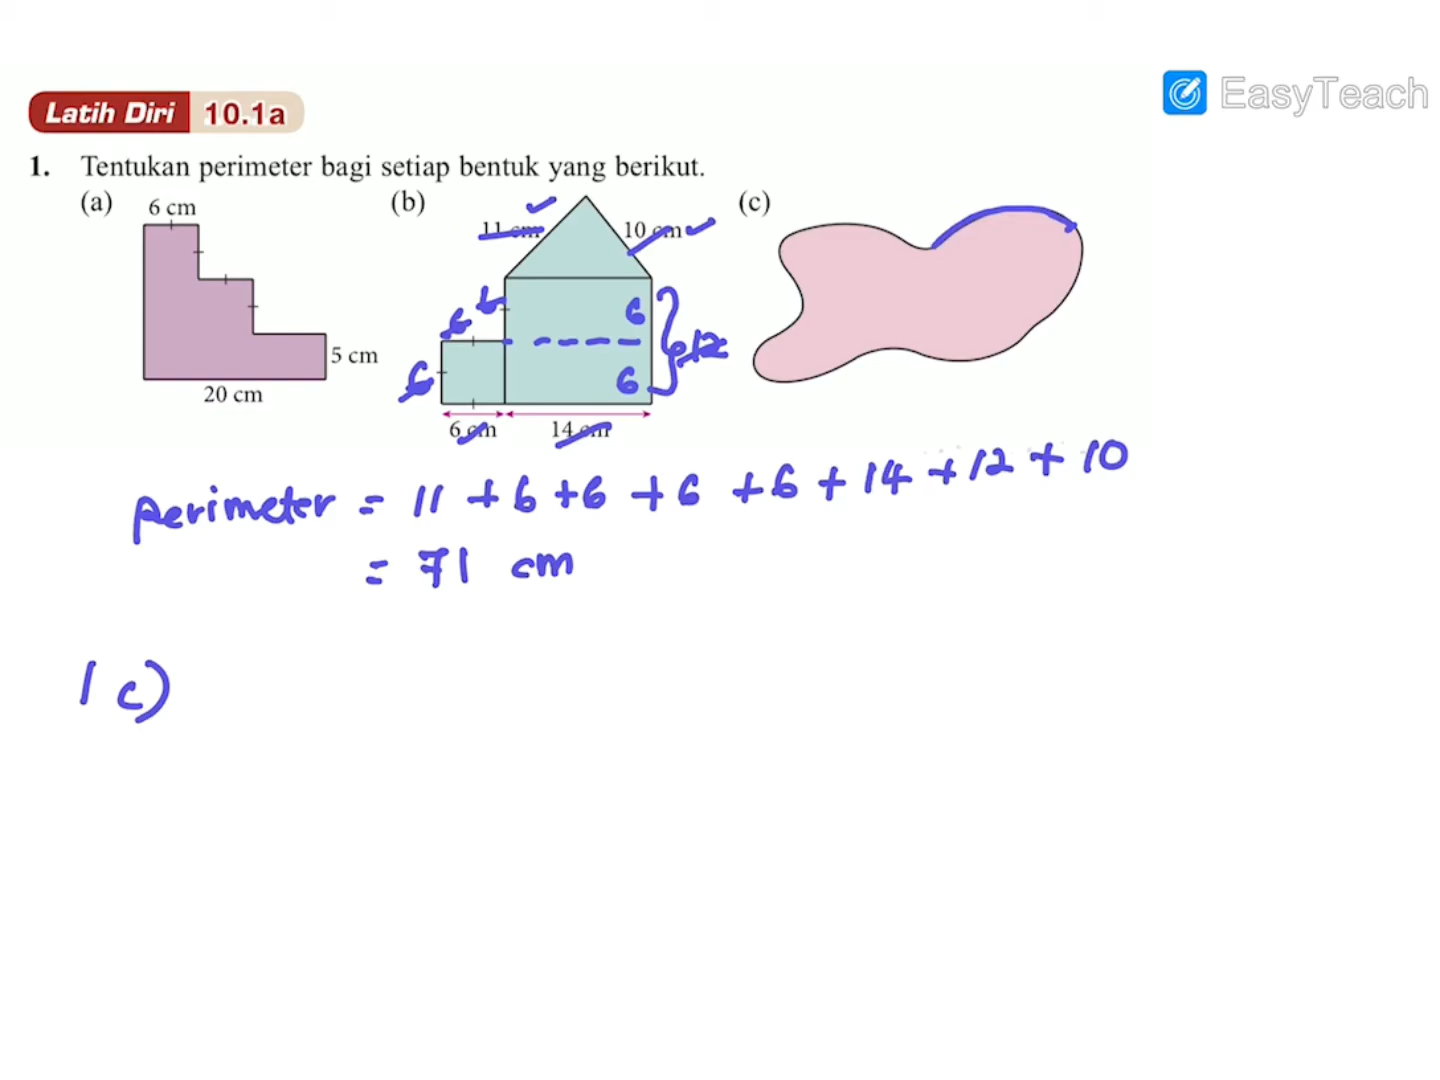 EasyTeach
Latih Diri 10.1a
1. Tentukan perimeter bagi setiap bentuk yang berikut.
(a) 6 cm
5 cm
20 cm
(b) 11 cm
10 cm
6
6
6
6
6
12
6 cm
14 cm
(c)
perimeter = 11 + 6 + 6 + 6 + 6 + 14 + 12 + 10
= 71 cm
1 c)